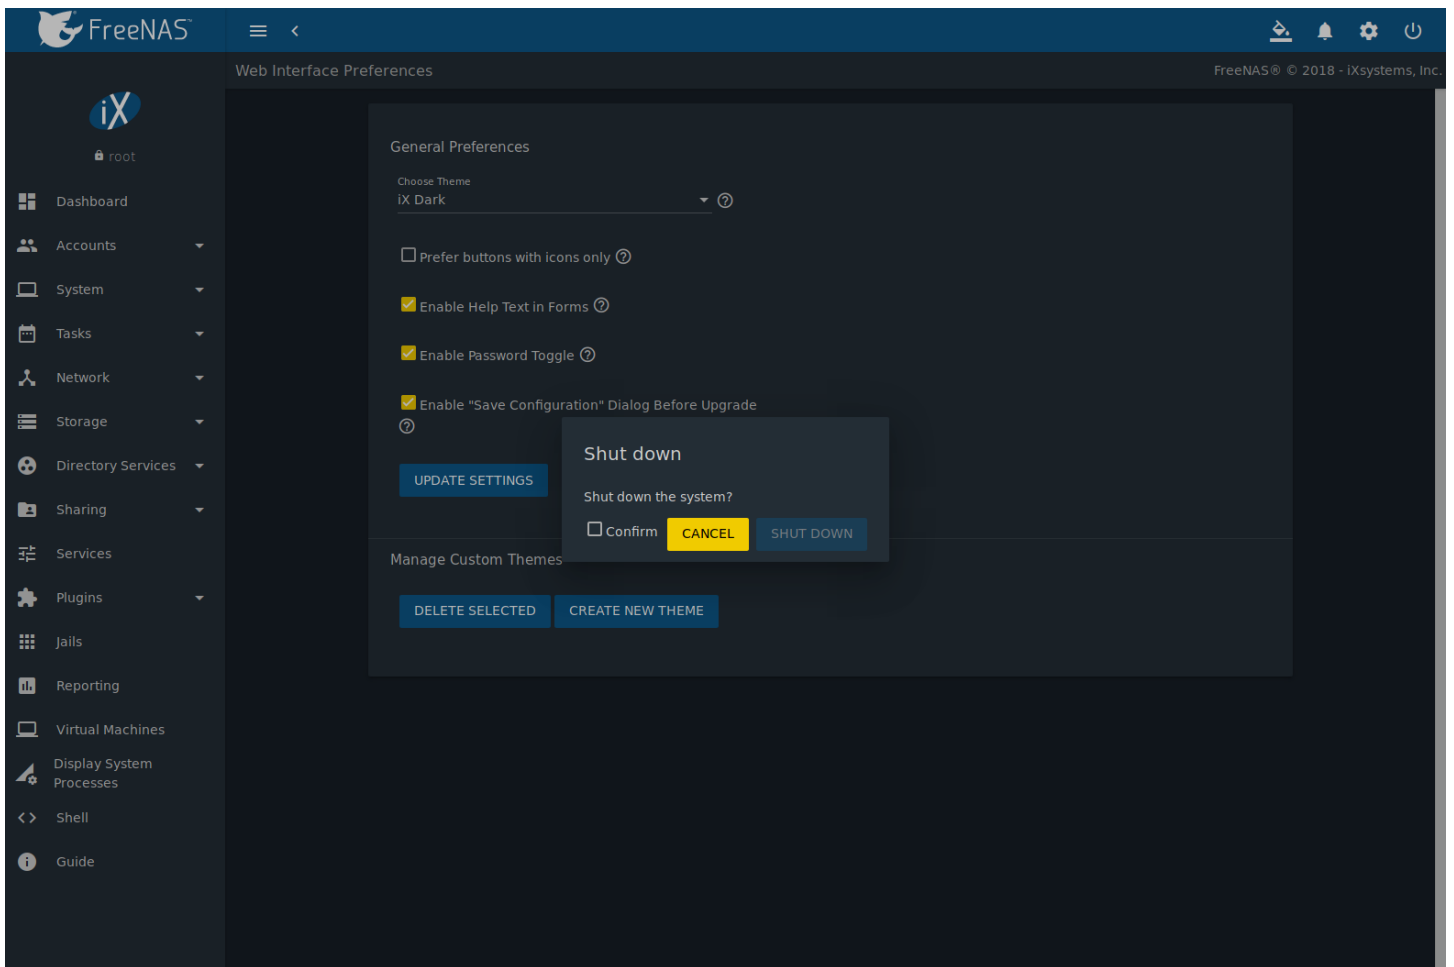 FreeNAS™
Web Interface Preferences
FreeNAS® © 2018 - iXsystems, Inc.
iX
root
Dashboard
Accounts
System
Tasks
Network
Storage
Directory Services
Sharing
Services
Plugins
Jails
Reporting
Virtual Machines
Display System
Processes
Shell
Guide
General Preferences
Choose Theme
iX Dark
Prefer buttons with icons only
Enable Help Text in Forms
Enable Password Toggle
Enable "Save Configuration" Dialog Before Upgrade
UPDATE SETTINGS
Shut down
Shut down the system?
Confirm CANCEL SHUT DOWN
Manage Custom Themes
DELETE SELECTED CREATE NEW THEME